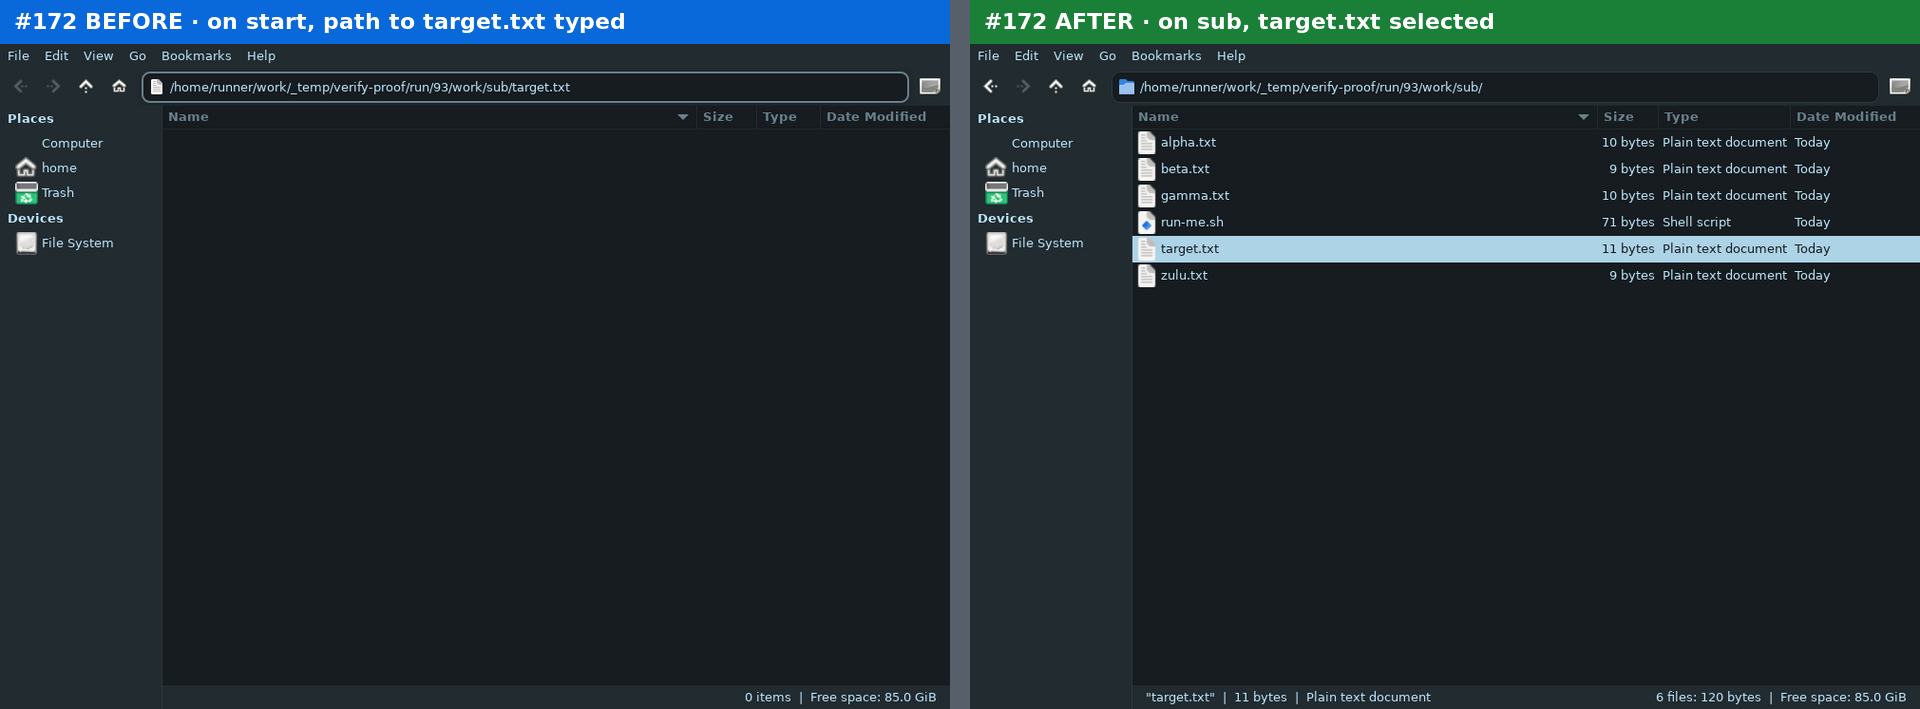 #172 BEFORE · on start, path to target.txt typed
File Edit View Go Bookmarks Help
/home/runner/work/_temp/verify-proof/run/93/work/sub/target.txt
Places
Computer
home
Trash
Devices
File System
Name Size Type Date Modified
0 items | Free space: 85.0 GiB
#172 AFTER · on sub, target.txt selected
File Edit View Go Bookmarks Help
/home/runner/work/_temp/verify-proof/run/93/work/sub/
Places
Computer
home
Trash
Devices
File System
Name Size Type Date Modified
alpha.txt 10 bytes Plain text document Today
beta.txt 9 bytes Plain text document Today
gamma.txt 10 bytes Plain text document Today
run-me.sh 71 bytes Shell script Today
target.txt 11 bytes Plain text document Today
zulu.txt 9 bytes Plain text document Today
"target.txt" | 11 bytes | Plain text document 6 files: 120 bytes | Free space: 85.0 GiB